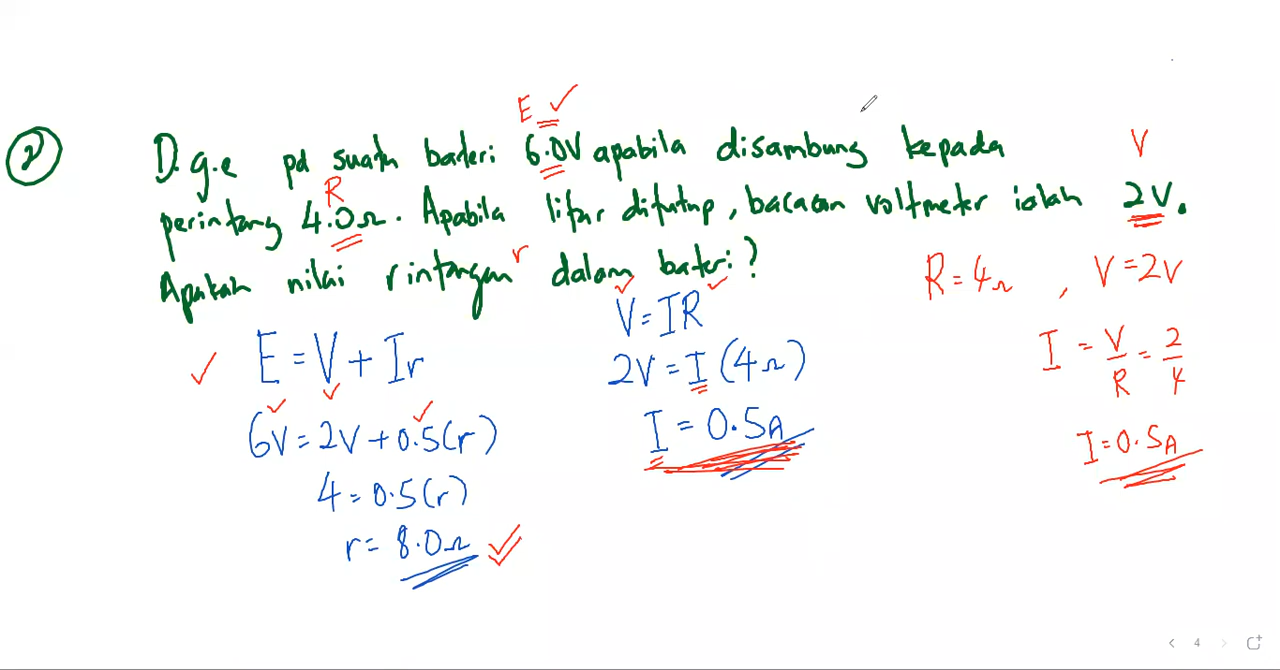 2
E ✓
D.g.e pd suatu bateri 6.0V apabila disambung kepada
R
V
perintang 4.0Ω. Apabila litar ditutup, bacaan voltmeter ialah 2V.
r
Apakah nilai rintangan dalam bateri?
R = 4Ω , V = 2V
V = IR
✓ E = V + Ir
2V = I (4Ω)
I = V/R = 2/4
6V = 2V + 0.5(r)
I = 0.5A
I = 0.5A
4 = 0.5(r)
r = 8.0Ω ✓
4